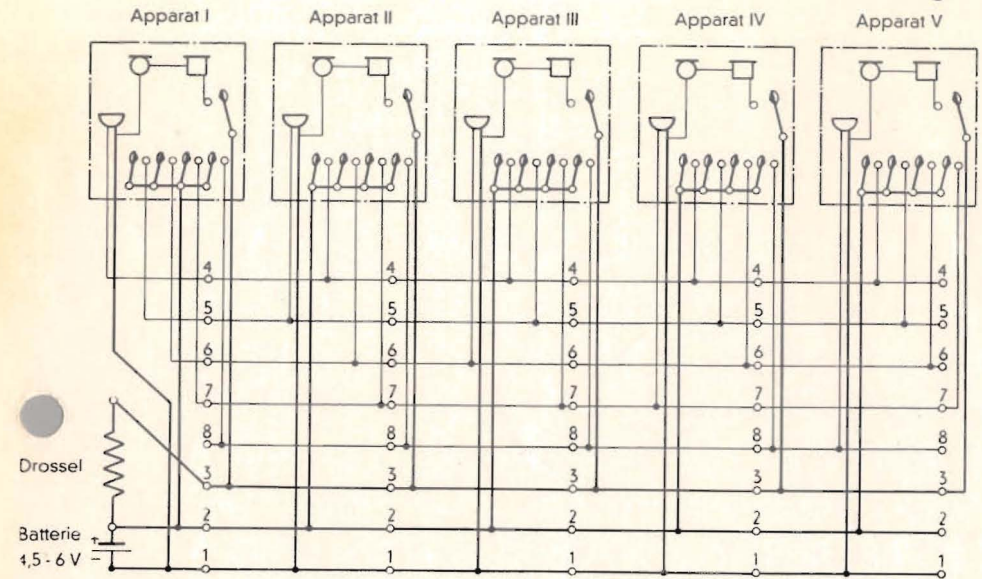 Apparat I Apparat II Apparat III Apparat IV Apparat V
4 4 4 4 4
5 5 5 5 5
6 6 6 6 6
7 7 7 7 7
8 8 8 8 8
Drossel
3 3 3 3 3
2 2 2 2 2
Batterie +
4,5 - 6 V −
1 1 1 1 1